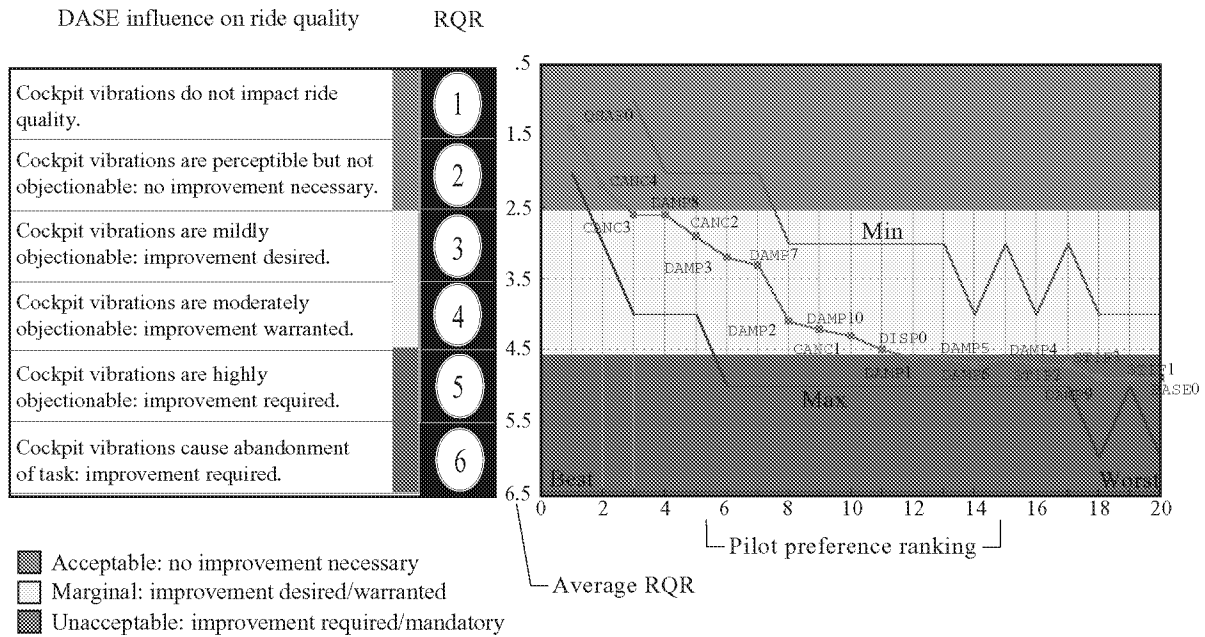 DASE influence on ride quality
RQR
Cockpit vibrations do not impact ride
quality.
1
Cockpit vibrations are perceptible but not
objectionable: no improvement necessary.
2
Cockpit vibrations are mildly
objectionable: improvement desired.
3
Cockpit vibrations are moderately
objectionable: improvement warranted.
4
Cockpit vibrations are highly
objectionable: improvement required.
5
Cockpit vibrations cause abandonment
of task: improvement required.
6
.5
1.5
2.5
3.5
4.5
5.5
6.5
CANC4
DAMP8
CANC3
CANC2
Min
DAMP3
DAMP7
DAMP2
DAMP10
CANC1
DISP0
DAMP1
DAMP5
DAMP4
Max
Worst
0
2
4
6
8
10
12
14
16
18
20
Pilot preference ranking
Average RQR
Acceptable: no improvement necessary
Marginal: improvement desired/warranted
Unacceptable: improvement required/mandatory